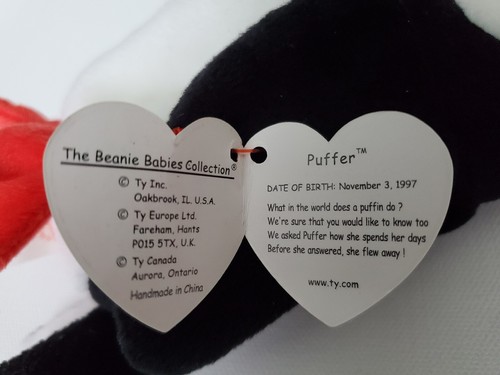 The Beanie Babies Collection®
© Ty Inc.
Oakbrook, IL. U.S.A.
© Ty Europe Ltd.
Fareham, Hants
PO15 5TX, U.K.
© Ty Canada
Aurora, Ontario
Handmade in China
Puffer™
DATE OF BIRTH: November 3, 1997
What in the world does a puffin do ?
We're sure that you would like to know too
We asked Puffer how she spends her days
Before she answered, she flew away !
www.ty.com